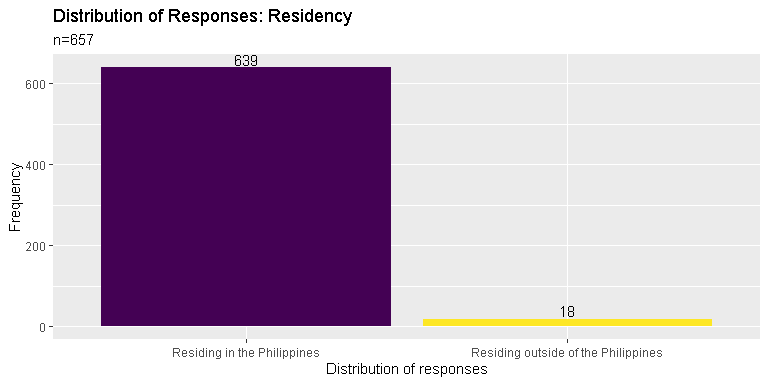 Distribution of Responses: Residency
n=657
Frequency
600
400
200
0
639
18
Residing in the Philippines
Residing outside of the Philippines
Distribution of responses